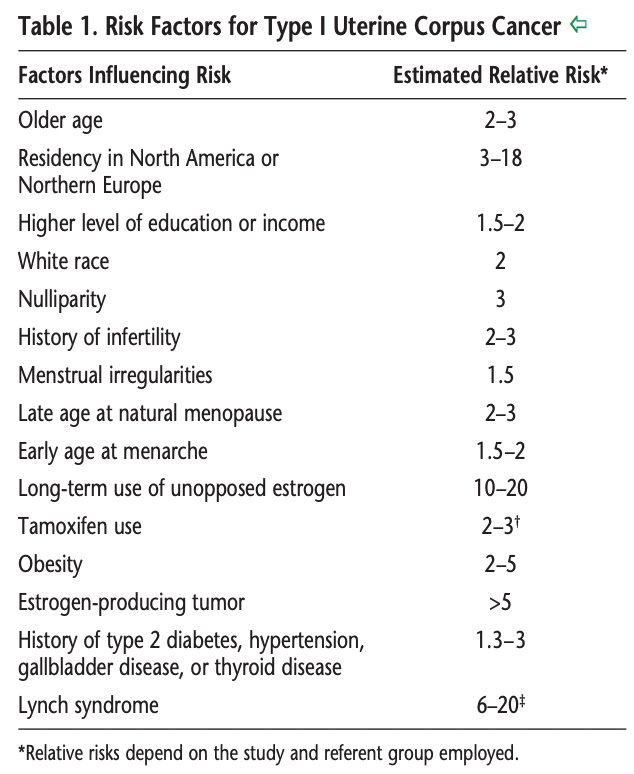 Table 1. Risk Factors for Type I Uterine Corpus Cancer ⇦
Factors Influencing Risk Estimated Relative Risk*
Older age 2–3
Residency in North America or 3–18
Northern Europe
Higher level of education or income 1.5–2
White race 2
Nulliparity 3
History of infertility 2–3
Menstrual irregularities 1.5
Late age at natural menopause 2–3
Early age at menarche 1.5–2
Long-term use of unopposed estrogen 10–20
Tamoxifen use 2–3†
Obesity 2–5
Estrogen-producing tumor >5
History of type 2 diabetes, hypertension, 1.3–3
gallbladder disease, or thyroid disease
Lynch syndrome 6–20‡
*Relative risks depend on the study and referent group employed.